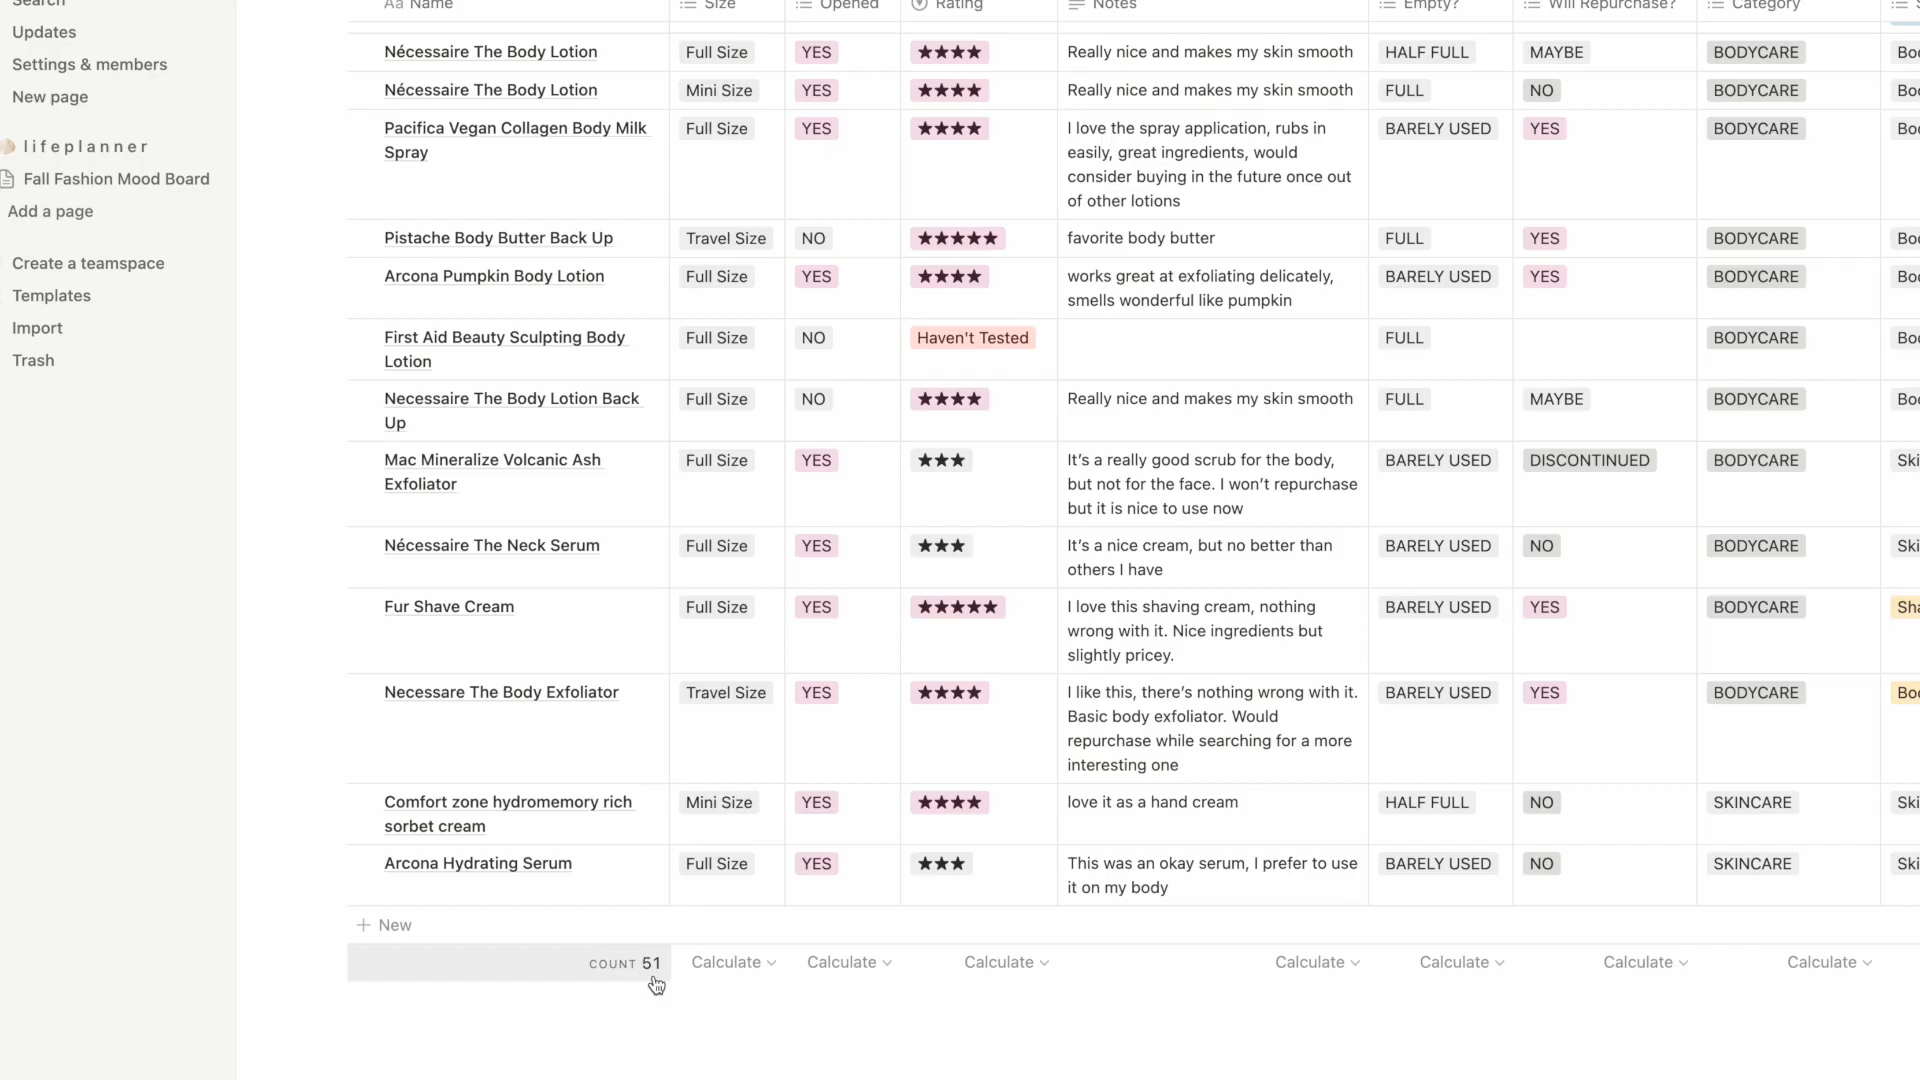 Search
Updates
Settings & members
New page
lifeplanner
Fall Fashion Mood Board
Add a page
Create a teamspace
Templates
Import
Trash
Aa Name Size Opened Rating Notes Empty? Will Repurchase? Category
Nécessaire The Body Lotion Full Size YES ★★★★ Really nice and makes my skin smooth HALF FULL MAYBE BODYCARE
Nécessaire The Body Lotion Mini Size YES ★★★★ Really nice and makes my skin smooth FULL NO BODYCARE
Pacifica Vegan Collagen Body Milk Full Size YES ★★★★ I love the spray application, rubs in BARELY USED YES BODYCARE
Spray easily, great ingredients, would
consider buying in the future once out
of other lotions
Pistache Body Butter Back Up Travel Size NO ★★★★★ favorite body butter FULL YES BODYCARE
Arcona Pumpkin Body Lotion Full Size YES ★★★★ works great at exfoliating delicately, BARELY USED YES BODYCARE
smells wonderful like pumpkin
First Aid Beauty Sculpting Body Full Size NO Haven't Tested FULL BODYCARE
Lotion
Necessaire The Body Lotion Back Full Size NO ★★★★ Really nice and makes my skin smooth FULL MAYBE BODYCARE
Up
Mac Mineralize Volcanic Ash Full Size YES ★★★ It's a really good scrub for the body, BARELY USED DISCONTINUED BODYCARE Ski
Exfoliator but not for the face. I won't repurchase
but it is nice to use now
Nécessaire The Neck Serum Full Size YES ★★★ It's a nice cream, but no better than BARELY USED NO BODYCARE Ski
others I have
Fur Shave Cream Full Size YES ★★★★★ I love this shaving cream, nothing BARELY USED YES BODYCARE Sha
wrong with it. Nice ingredients but
slightly pricey.
Necessare The Body Exfoliator Travel Size YES ★★★★ I like this, there's nothing wrong with it. BARELY USED YES BODYCARE
Basic body exfoliator. Would
repurchase while searching for a more
interesting one
Comfort zone hydromemory rich Mini Size YES ★★★★ love it as a hand cream HALF FULL NO SKINCARE Ski
sorbet cream
Arcona Hydrating Serum Full Size YES ★★★ This was an okay serum, I prefer to use BARELY USED NO SKINCARE Ski
it on my body
+ New
COUNT 51 Calculate Calculate Calculate Calculate Calculate Calculate Calculate